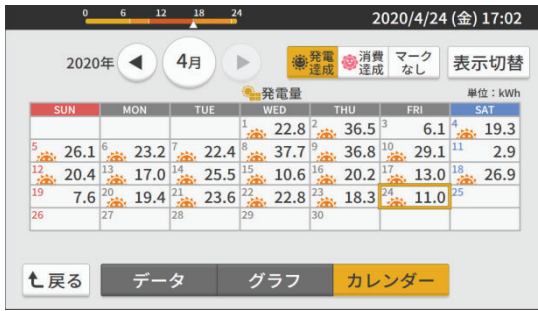 0 6 12 18 24
2020/4/24 (金) 17:02
2020年 ◀ 4月 ▶ 発電達成 消費達成 マークなし 表示切替
発電量 単位：kWh
SUN MON TUE WED THU FRI SAT
1 22.8 2 36.5 3 6.1 4 19.3
5 26.1 6 23.2 7 22.4 8 37.7 9 36.8 10 29.1 11 2.9
12 20.4 13 17.0 14 25.5 15 10.6 16 20.2 17 13.0 18 26.9
19 7.6 20 19.4 21 23.6 22 22.8 23 18.3 24 11.0 25
26 27 28 29 30
戻る データ グラフ カレンダー